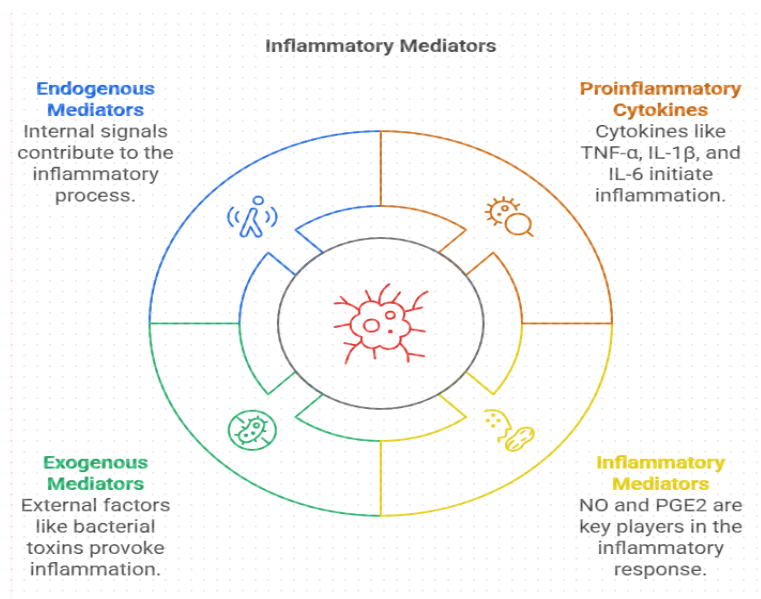 Inflammatory Mediators
Endogenous
Mediators
Internal signals
contribute to the
inflammatory
process.
Proinflammatory
Cytokines
Cytokines like
TNF-α, IL-1β, and
IL-6 initiate
inflammation.
Exogenous
Mediators
External factors
like bacterial
toxins provoke
inflammation.
Inflammatory
Mediators
NO and PGE2 are
key players in the
inflammatory
response.